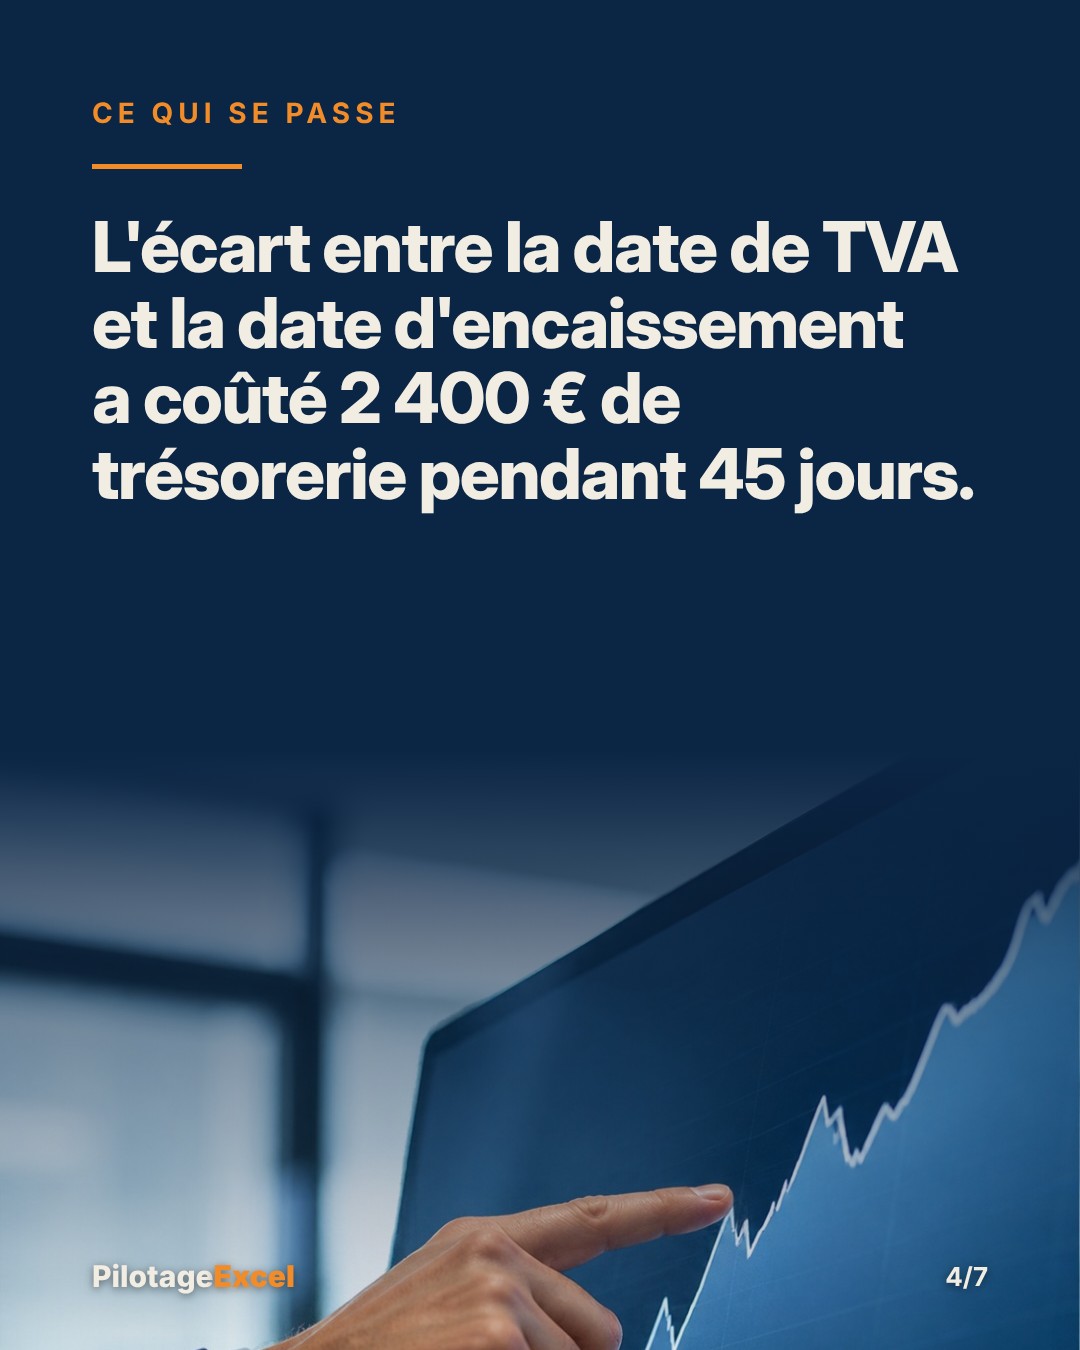 CE QUI SE PASSE
L'écart entre la date de TVA
et la date d'encaissement
a coûté 2 400 € de
trésorerie pendant 45 jours.
PilotageExcel
4/7